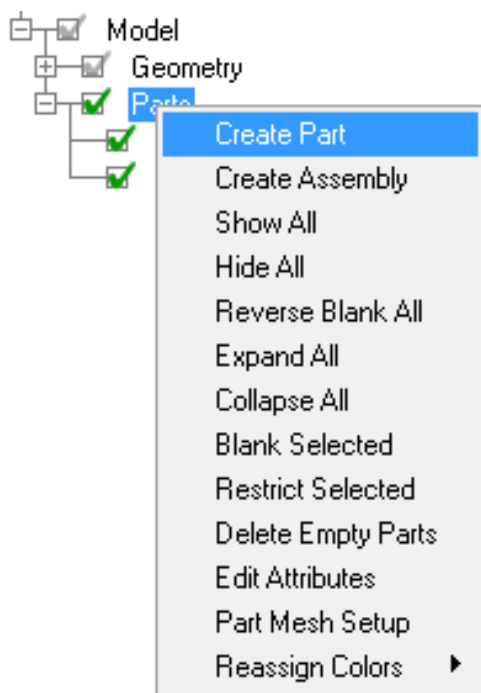 Model
Geometry
Parts
Create Part
Create Assembly
Show All
Hide All
Reverse Blank All
Expand All
Collapse All
Blank Selected
Restrict Selected
Delete Empty Parts
Edit Attributes
Part Mesh Setup
Reassign Colors